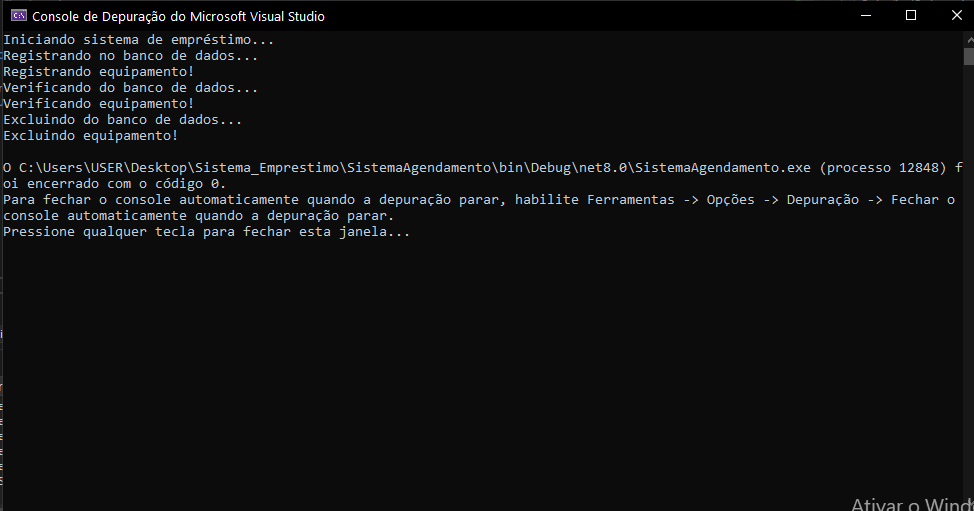 Console de Depuração do Microsoft Visual Studio
Iniciando sistema de empréstimo...
Registrando no banco de dados...
Registrando equipamento!
Verificando do banco de dados...
Verificando equipamento!
Excluindo do banco de dados...
Excluindo equipamento!
O C:\Users\USER\Desktop\Sistema_Emprestimo\SistemaAgendamento\bin\Debug\net8.0\SistemaAgendamento.exe (processo 12848) f
oi encerrado com o código 0.
Para fechar o console automaticamente quando a depuração parar, habilite Ferramentas -> Opções -> Depuração -> Fechar o
console automaticamente quando a depuração parar.
Pressione qualquer tecla para fechar esta janela...
Ativar o Wind